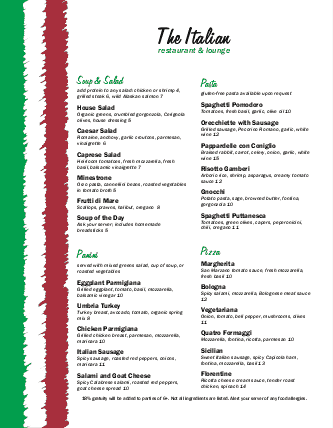 The Italian
restaurant & lounge
Soup & Salad
add protein to any salad: chicken or shrimp 4,
grilled steak 6, wild Alaskan salmon 7
House Salad
Organic greens, crumbled gorgonzola, Cerignola
olives, house dressing 5
Caesar Salad
Romaine, anchovy, garlic croutons, parmesan,
vinaigrette 6
Caprese Salad
Heirloom tomatoes, fresh mozzarella, fresh
basil, balsamic vinaigrette 7
Minestrone
Orzo pasta, cannellini beans, roasted vegetables
in tomato broth 5
Frutti di Mare
Scallops, prawns, halibut, oregano 8
Soup of the Day
Ask your server; includes homemade
breadsticks 5
Panini
served with mixed greens salad, cup of soup, or
roasted vegetables
Eggplant Parmigiana
Grilled eggplant, tomato, basil, mozzarella,
balsamic vinegar 10
Umbria Turkey
Turkey breast, avocado, tomato, organic spring
mix 8
Chicken Parmigiana
Grilled chicken breast, parmesan, mozzarella,
marinara 10
Italian Sausage
Spicy sausage, roasted red peppers, onions,
marinara 11
Salami and Goat Cheese
Spicy Calabrese salami, roasted red peppers,
goat cheese spread 10
Pasta
gluten-free pasta available upon request
Spaghetti Pomodoro
Tomatoes, fresh basil, garlic, olive oil 10
Orecchiette with Sausage
Grilled sausage, Pecorino Romano, garlic, white
wine 12
Pappardelle con Coniglio
Braised rabbit, carrot, celery, onion, garlic, white
wine 15
Risotto Gamberi
Arborio rice, shrimp, asparagus, creamy tomato
sauce 13
Gnocchi
Potato pasta, sage, browned butter, fontina,
gorgonzola 10
Spaghetti Puttanesca
Tomatoes, green olives, capers, peperoncini,
chili, oregano 11
Pizza
Margherita
San Marzano tomato sauce, fresh mozzarella,
fresh basil 10
Bologna
Spicy salami, mozzarella, Bolognese meat sauce
12
Vegetariana
Onion, tomato, bell pepper, mushrooms, olives
11
Quatro Formaggi
Mozzarella, fontina, ricotta, parmesan 10
Sicilian
Sweet Italian sausage, spicy Capicola ham,
fontina, mozzarella, basil 13
Fiorentine
Ricotta cheese cream sauce, tender roast
chicken, spinach 14
18% gratuity will be added to parties of 6+. Not all ingredients are listed. Alert your server of any food allergies.